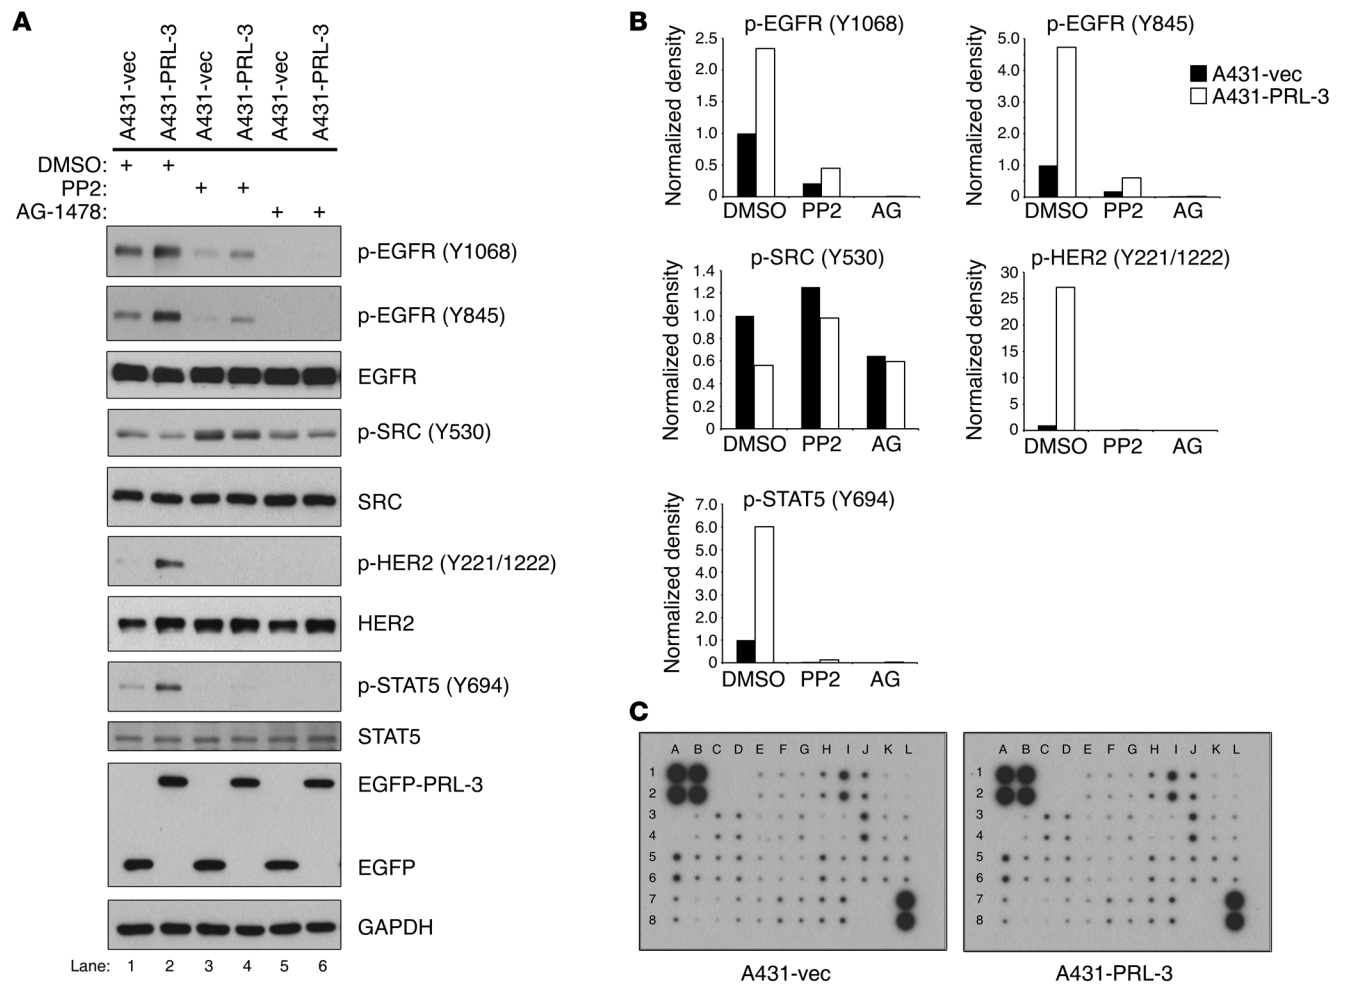 A
A431-vec
A431-PRL-3
A431-vec
A431-PRL-3
A431-vec
A431-PRL-3
DMSO: + +
PP2: + +
AG-1478: + +
p-EGFR (Y1068)
p-EGFR (Y845)
EGFR
p-SRC (Y530)
SRC
p-HER2 (Y221/1222)
HER2
p-STAT5 (Y694)
STAT5
EGFP-PRL-3
EGFP
GAPDH
Lane: 1 2 3 4 5 6
B
p-EGFR (Y1068)
Normalized density
2.5
2.0
1.5
1.0
0.5
0
DMSO PP2 AG
p-EGFR (Y845)
Normalized density
5.0
4.0
3.0
2.0
1.0
0
DMSO PP2 AG
A431-vec
A431-PRL-3
p-SRC (Y530)
Normalized density
1.4
1.2
1.0
0.8
0.6
0.4
0.2
0
DMSO PP2 AG
p-HER2 (Y221/1222)
Normalized density
30
25
20
15
10
5
0
DMSO PP2 AG
p-STAT5 (Y694)
Normalized density
7.0
6.0
5.0
4.0
3.0
2.0
1.0
0
DMSO PP2 AG
C
A B C D E F G H I J K L
1
2
3
4
5
6
7
8
A431-vec
A B C D E F G H I J K L
1
2
3
4
5
6
7
8
A431-PRL-3